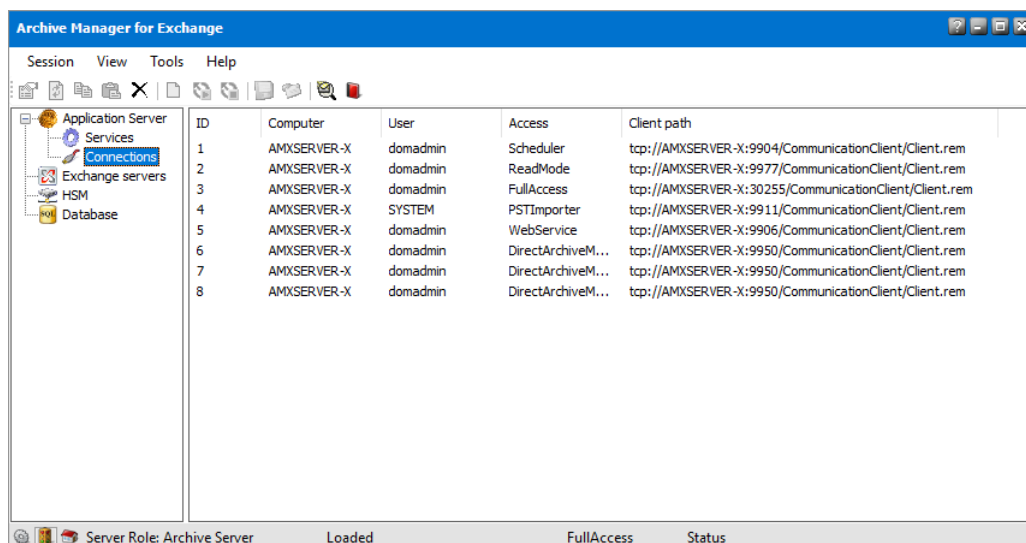 Archive Manager for Exchange
Session View Tools Help
Application Server
Services
Connections
Exchange servers
HSM
SQL Database
ID Computer User Access Client path
1 AMXSERVER-X domadmin Scheduler tcp://AMXSERVER-X:9904/CommunicationClient/Client.rem
2 AMXSERVER-X domadmin ReadMode tcp://AMXSERVER-X:9977/CommunicationClient/Client.rem
3 AMXSERVER-X domadmin FullAccess tcp://AMXSERVER-X:30255/CommunicationClient/Client.rem
4 AMXSERVER-X SYSTEM PSTImporter tcp://AMXSERVER-X:9911/CommunicationClient/Client.rem
5 AMXSERVER-X domadmin WebService tcp://AMXSERVER-X:9906/CommunicationClient/Client.rem
6 AMXSERVER-X domadmin DirectArchiveM... tcp://AMXSERVER-X:9950/CommunicationClient/Client.rem
7 AMXSERVER-X domadmin DirectArchiveM... tcp://AMXSERVER-X:9950/CommunicationClient/Client.rem
8 AMXSERVER-X domadmin DirectArchiveM... tcp://AMXSERVER-X:9950/CommunicationClient/Client.rem
Server Role: Archive Server Loaded FullAccess Status